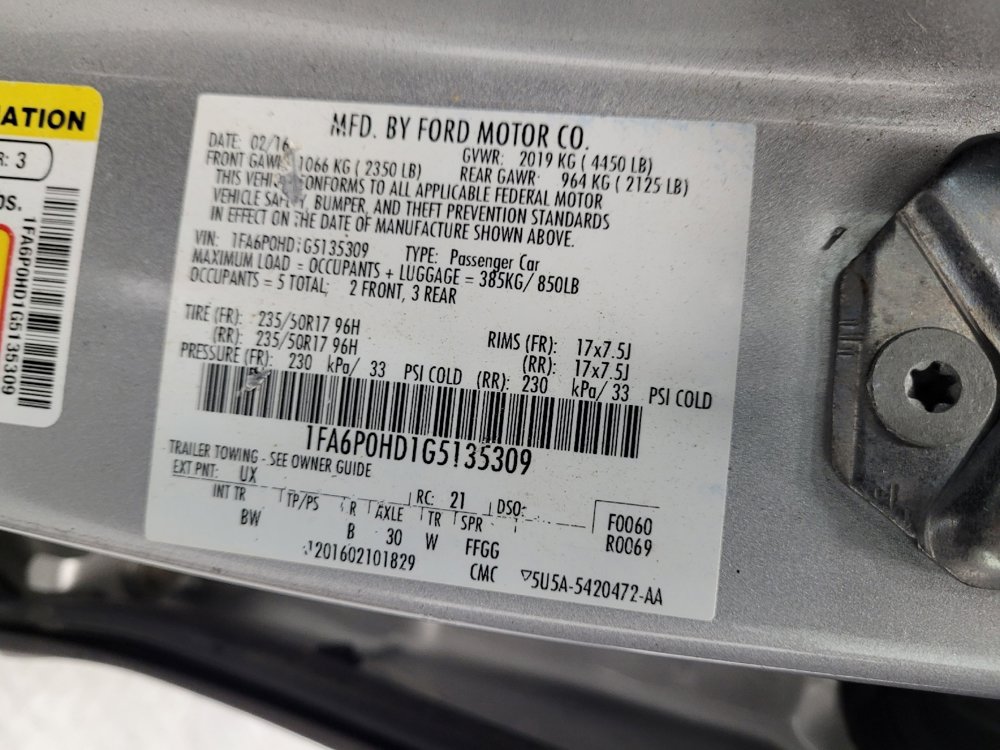 ATION
R: 3
DS.
1FA6P0HD1G5135309
MFD. BY FORD MOTOR CO.
DATE: 02/16
GVWR: 2019 KG ( 4450 LB)
FRONT GAWR: 1066 KG ( 2350 LB)
REAR GAWR: 964 KG ( 2125 LB)
THIS VEHI CONFORMS TO ALL APPLICABLE FEDERAL MOTOR
VEHICLE SAF Y, BUMPER, AND THEFT PREVENTION STANDARDS
IN EFFECT ON THE DATE OF MANUFACTURE SHOWN ABOVE.
VIN: 1FA6P0HD1G5135309 TYPE: Passenger Car
MAXIMUM LOAD = OCCUPANTS + LUGGAGE = 385KG/ 850LB
OCCUPANTS = 5 TOTAL; 2 FRONT, 3 REAR
TIRE (FR): 235/50R17 96H RIMS (FR): 17x7.5J
(RR): 235/50R17 96H (RR): 17x7.5J
PRESSURE (FR): 230 kPa/ 33 PSI COLD (RR): 230 kPa/ 33 PSI COLD
1FA6P0HD1G5135309
TRAILER TOWING - SEE OWNER GUIDE
EXT PNT: UX RC: 21 DSO: F0060
INT TR TP/PS R AXLE TR SPR R0069
BW B 30 W FFGG
1201602101829 CMC ▽5U5A-5420472-AA